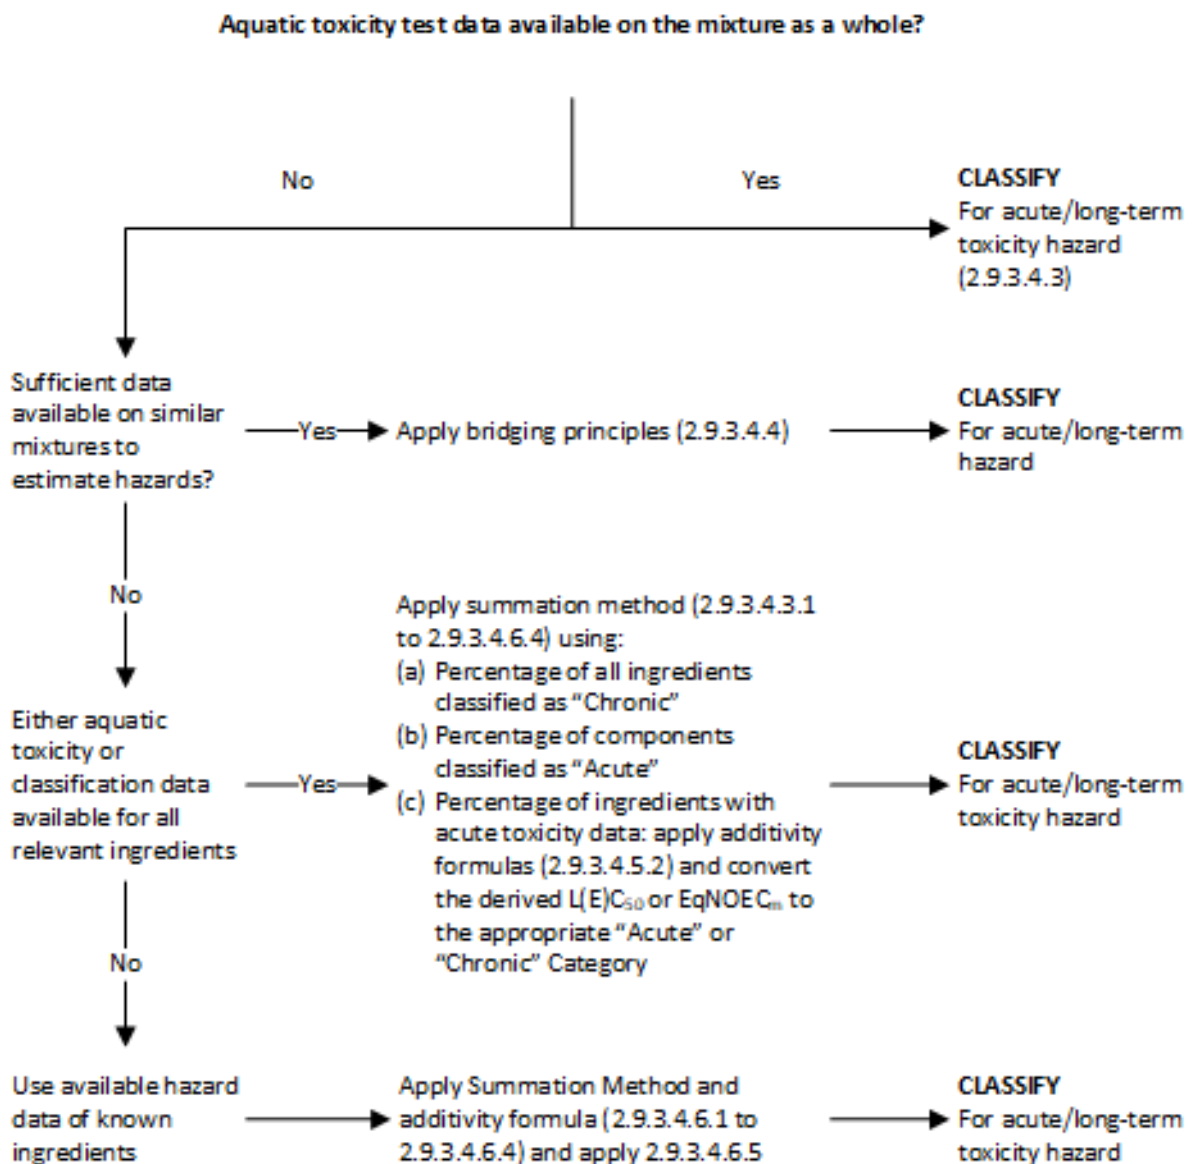 Aquatic toxicity test data available on the mixture as a whole?
No
Yes
CLASSIFY
For acute/long-term
toxicity hazard
(2.9.3.4.3)
Sufficient data
available on similar
mixtures to
estimate hazards?
Yes
Apply bridging principles (2.9.3.4.4)
CLASSIFY
For acute/long-term
hazard
No
Either aquatic
toxicity or
classification data
available for all
relevant ingredients
Yes
Apply summation method (2.9.3.4.3.1
to 2.9.3.4.6.4) using:
(a) Percentage of all ingredients
classified as “Chronic”
(b) Percentage of components
classified as “Acute”
(c) Percentage of ingredients with
acute toxicity data: apply additivity
formulas (2.9.3.4.5.2) and convert
the derived L(E)C₅₀ or EqNOECₘ to
the appropriate “Acute” or
“Chronic” Category
CLASSIFY
For acute/long-term
toxicity hazard
No
Use available hazard
data of known
ingredients
Apply Summation Method and
additivity formula (2.9.3.4.6.1 to
2.9.3.4.6.4) and apply 2.9.3.4.6.5
CLASSIFY
For acute/long-term
toxicity hazard